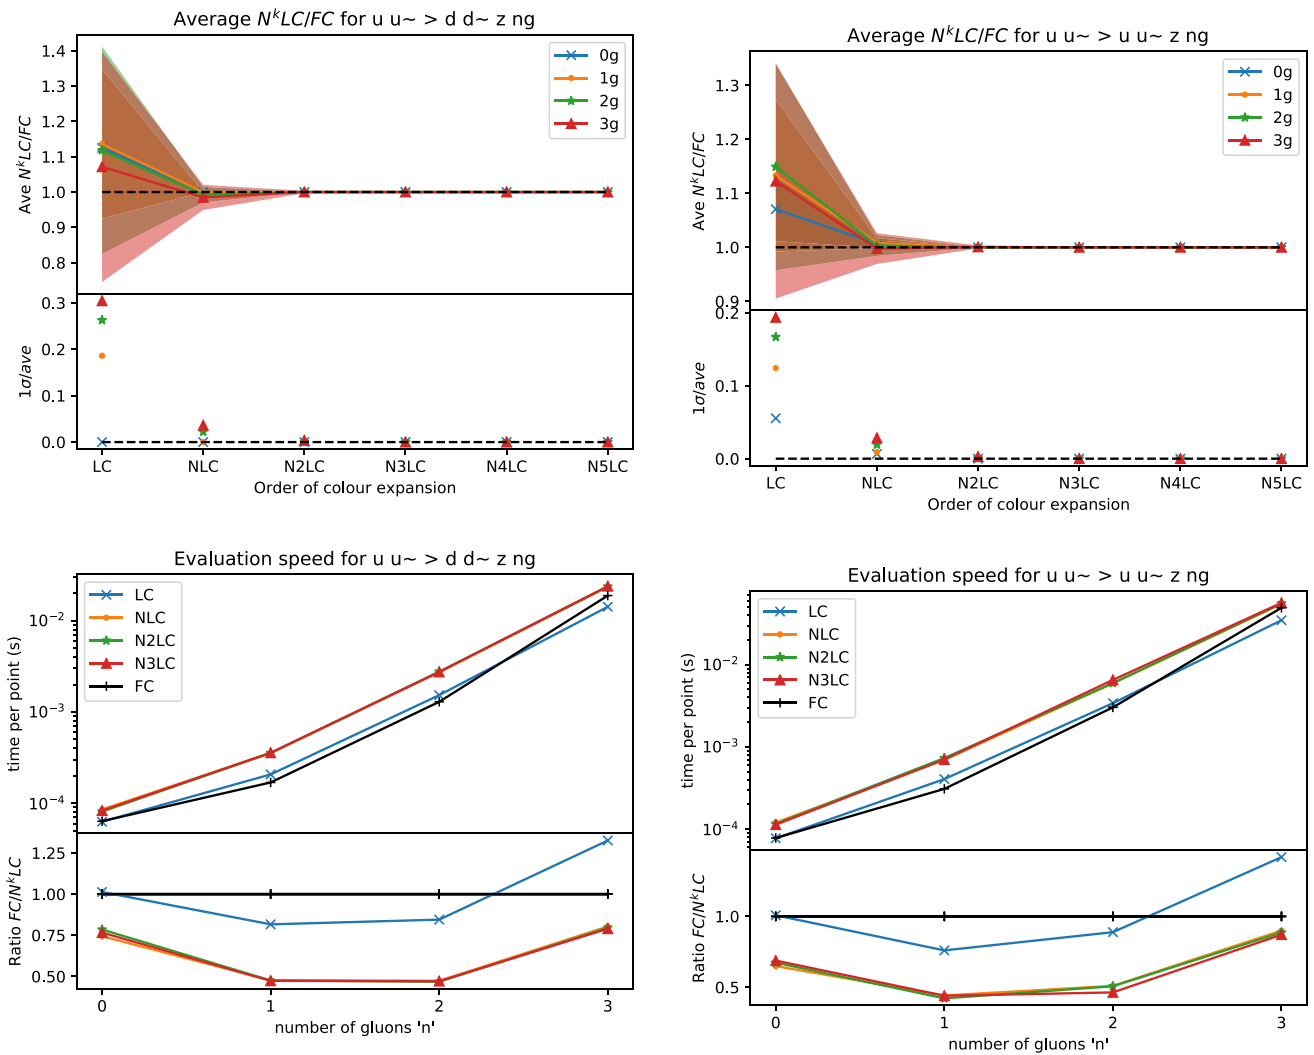 Average N^kLC/FC for u u~ > d d~ z ng
1.4
1.3
1.2
1.1
1.0
0.9
0.8
Ave N^kLC/FC
0g
1g
2g
3g
0.3
0.2
0.1
0.0
1σ/ave
LC NLC N2LC N3LC N4LC N5LC
Order of colour expansion
Average N^kLC/FC for u u~ > u u~ z ng
1.3
1.2
1.1
1.0
0.9
Ave N^kLC/FC
0g
1g
2g
3g
0.2
0.1
0.0
1σ/ave
LC NLC N2LC N3LC N4LC N5LC
Order of colour expansion
Evaluation speed for u u~ > d d~ z ng
10^−2
10^−3
10^−4
time per point (s)
LC
NLC
N2LC
N3LC
FC
1.25
1.00
0.75
0.50
Ratio FC/N^kLC
0 1 2 3
number of gluons 'n'
Evaluation speed for u u~ > u u~ z ng
10^−2
10^−3
10^−4
time per point (s)
LC
NLC
N2LC
N3LC
FC
1.0
0.5
Ratio FC/N^kLC
0 1 2 3
number of gluons 'n'